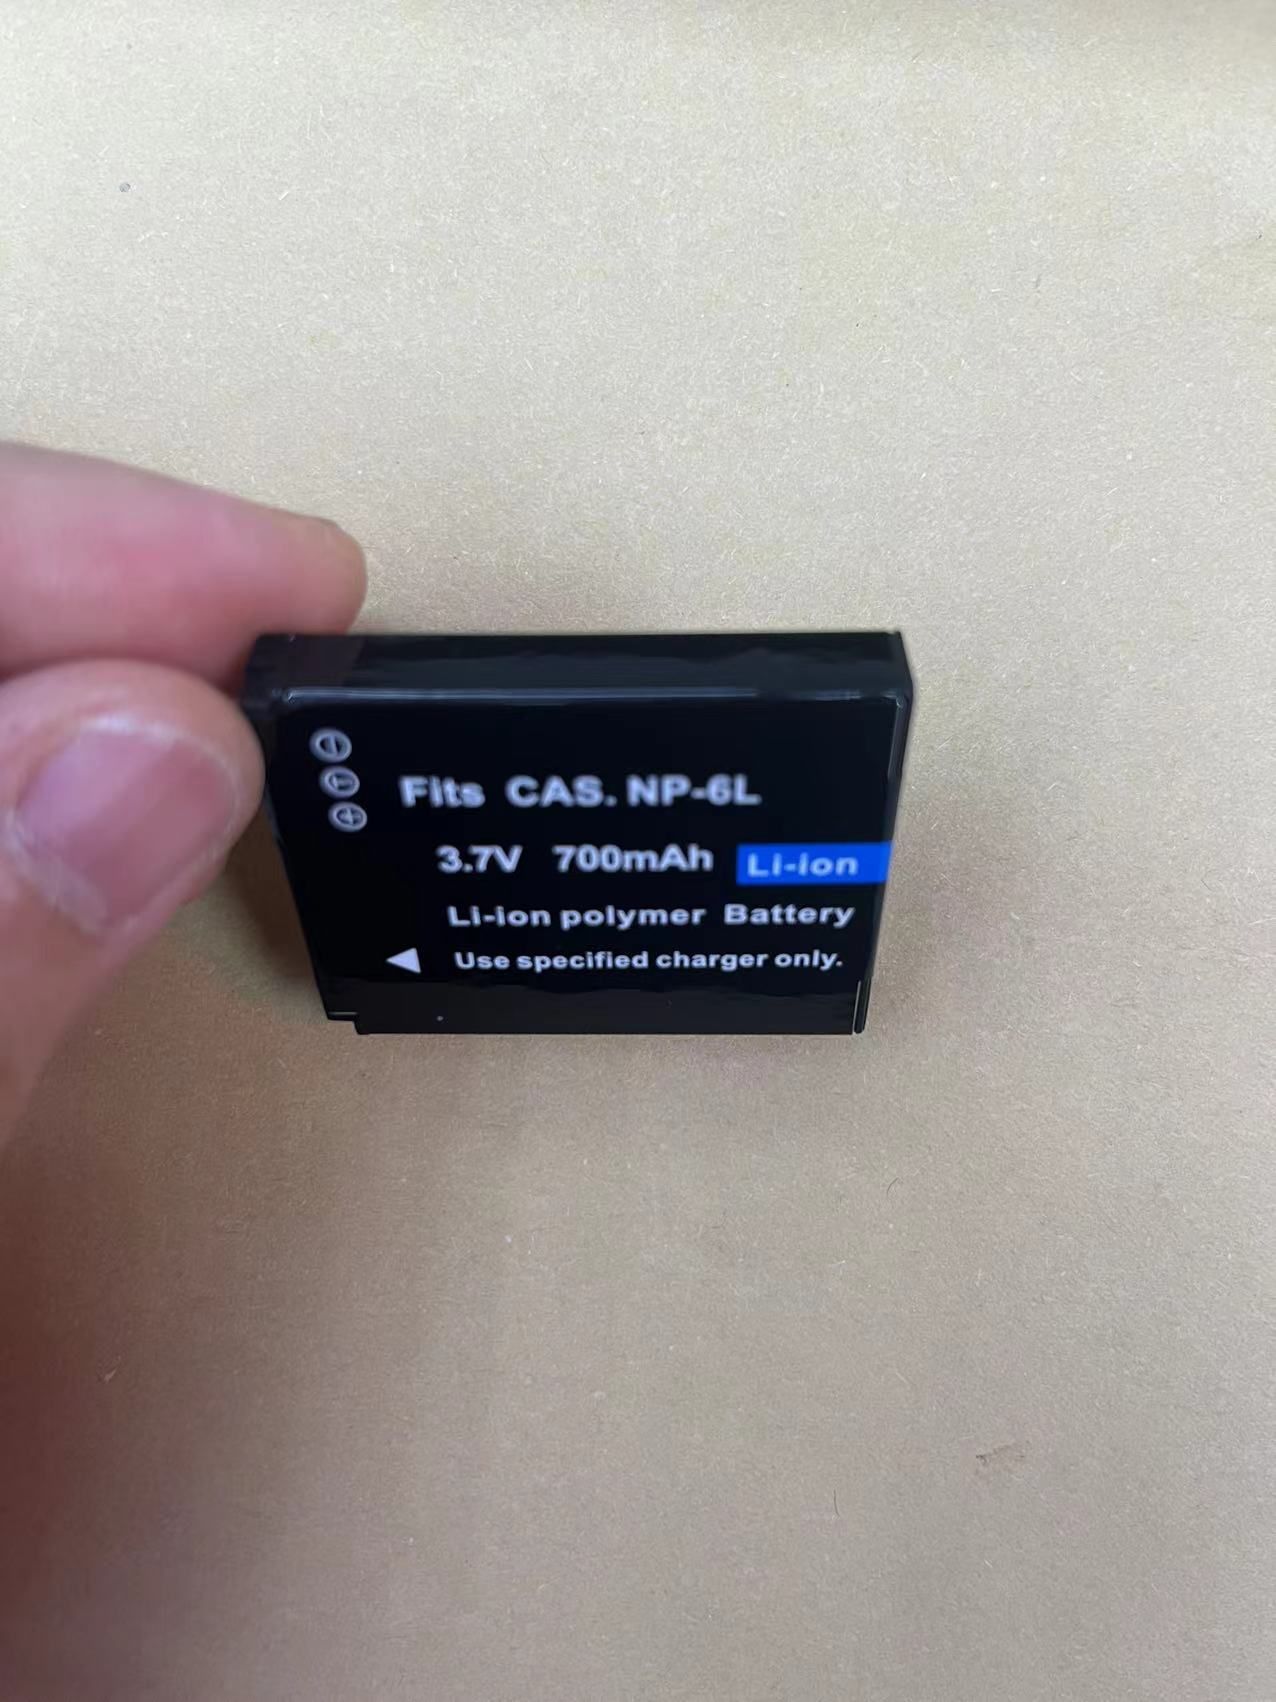 ⊖
Ⓣ
⊕
Fits CAS. NP-6L
3.7V 700mAh Li-ion
Li-ion polymer Battery
◀ Use specified charger only.